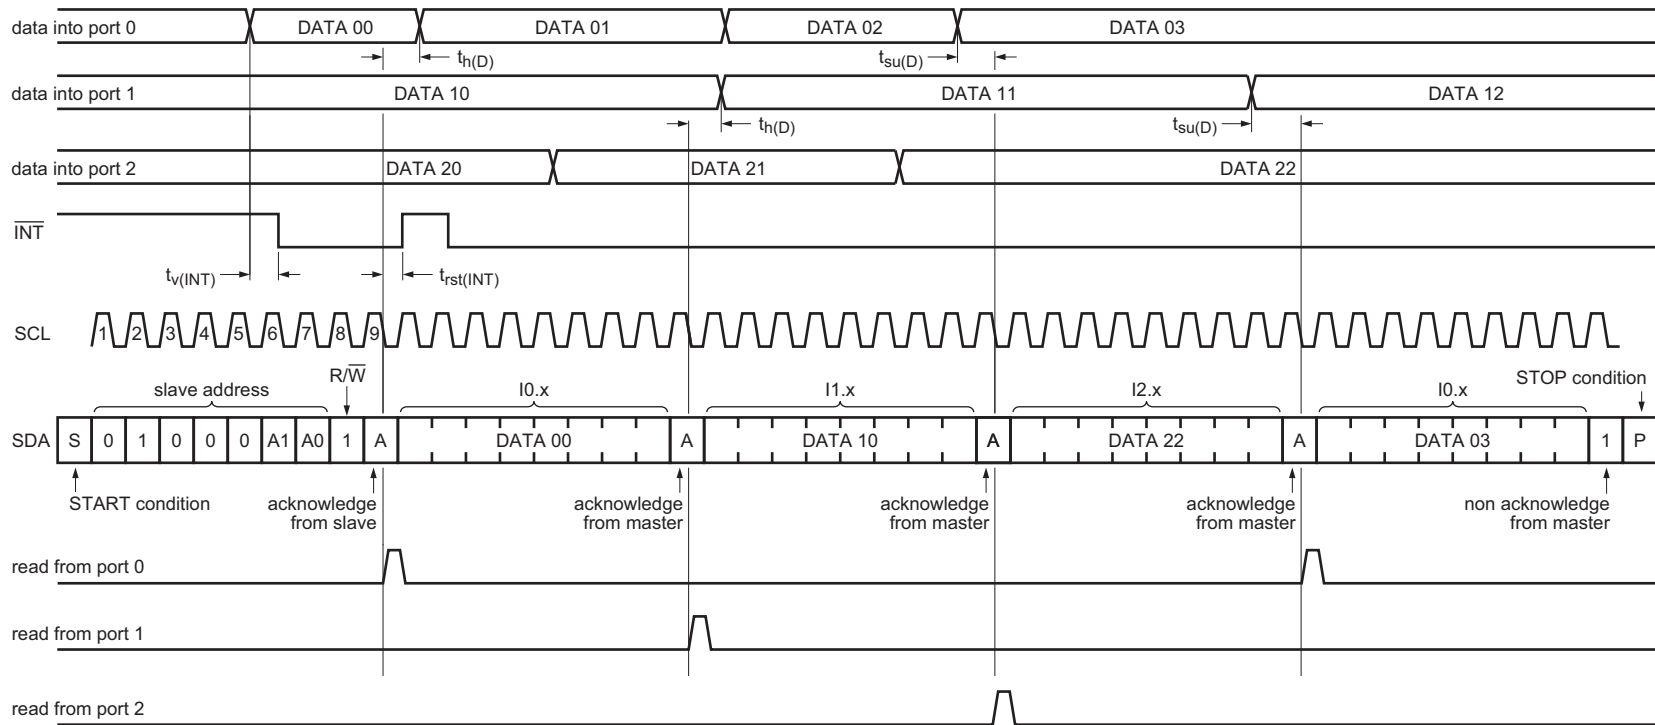 data into port 0 DATA 00 DATA 01 DATA 02 DATA 03
th(D) tsu(D)
data into port 1 DATA 10 DATA 11 DATA 12
th(D) tsu(D)
data into port 2 DATA 20 DATA 21 DATA 22
INT
tv(INT) trst(INT)
SCL 1 2 3 4 5 6 7 8 9
R/W
slave address I0.x I1.x I2.x I0.x STOP condition
SDA S 0 1 0 0 0 A1 A0 1 A DATA 00 A DATA 10 A DATA 22 A DATA 03 1 P
START condition acknowledge acknowledge acknowledge acknowledge non acknowledge
from slave from master from master from master from master
read from port 0
read from port 1
read from port 2